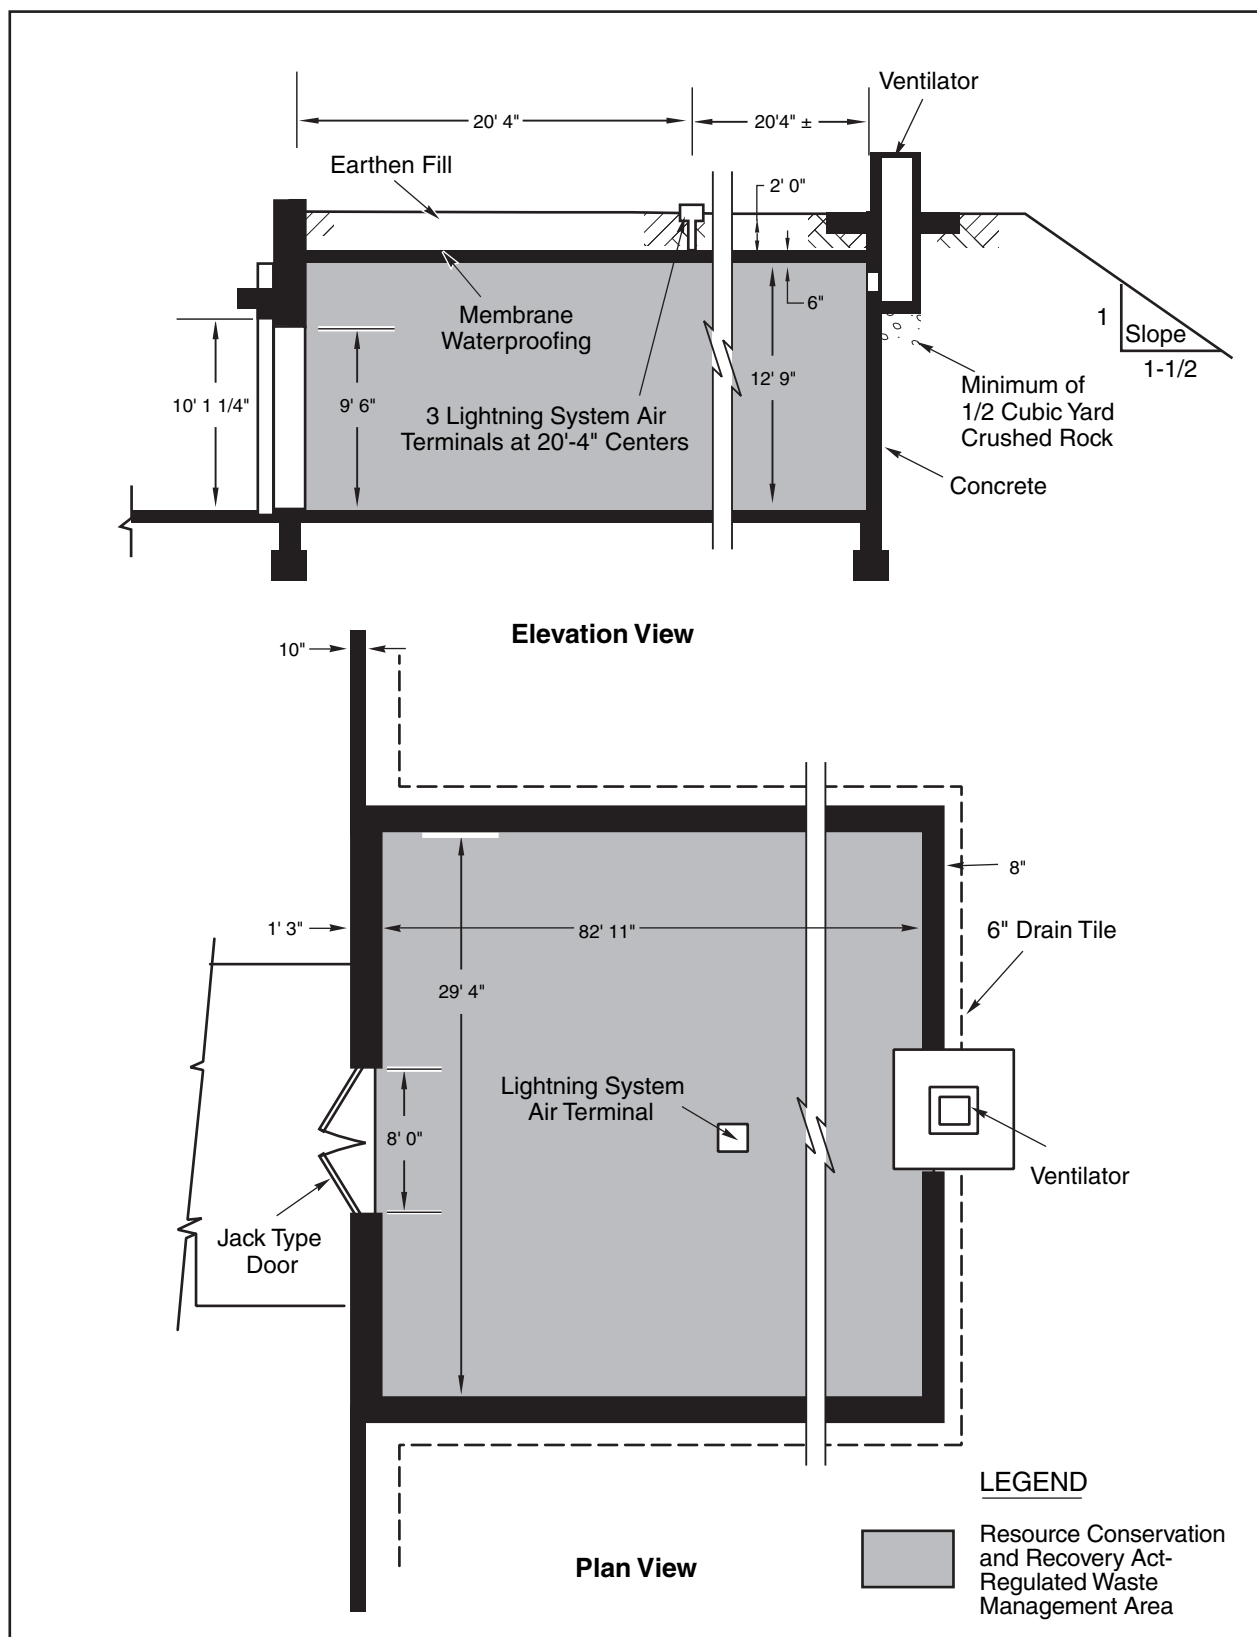 Ventilator
20' 4"
20'4" ±
Earthen Fill
2' 0"
6"
Membrane
Waterproofing
1
Slope
1-1/2
10' 1 1/4"
9' 6"
12' 9"
3 Lightning System Air
Terminals at 20'-4" Centers
Minimum of
1/2 Cubic Yard
Crushed Rock
Concrete
Elevation View
10"
8"
1' 3"
82' 11"
6" Drain Tile
29' 4"
Lightning System
Air Terminal
8' 0"
Ventilator
Jack Type
Door
LEGEND
Resource Conservation
and Recovery Act-
Regulated Waste
Management Area
Plan View